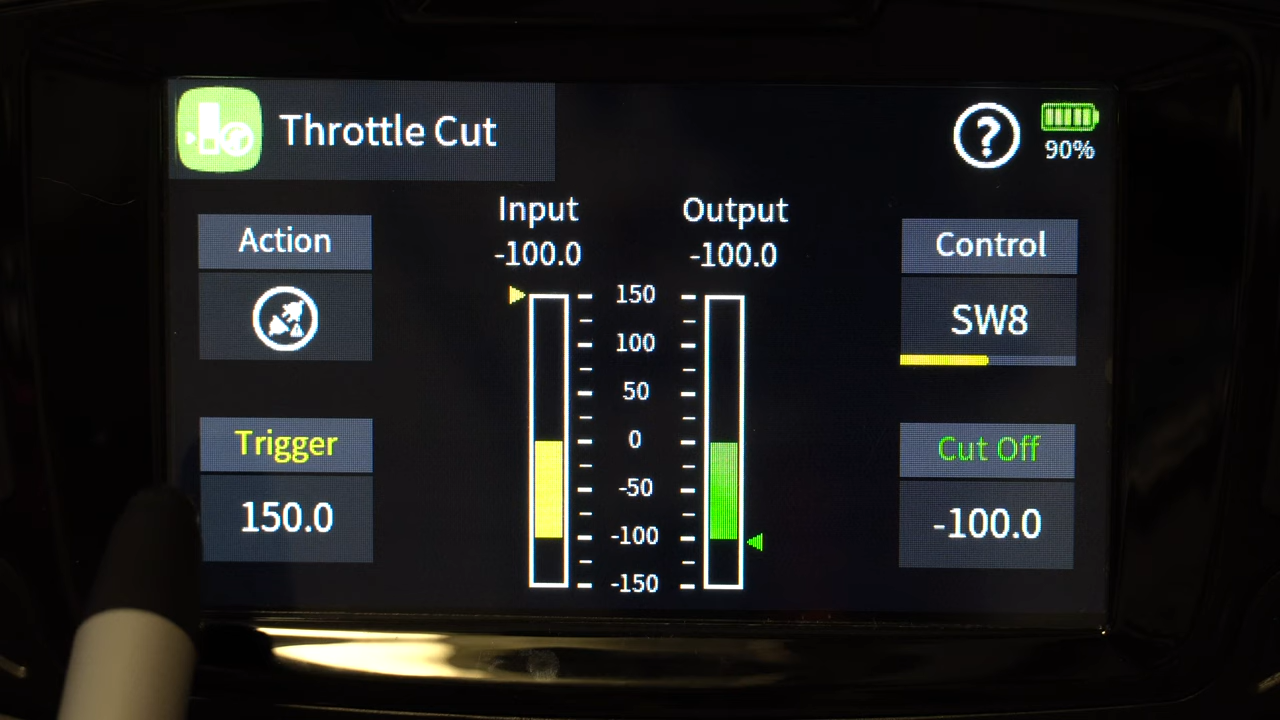 Throttle Cut
?
90%
Action
Input
-100.0
Output
-100.0
Control
SW8
150
100
50
0
-50
-100
-150
Trigger
150.0
Cut Off
-100.0